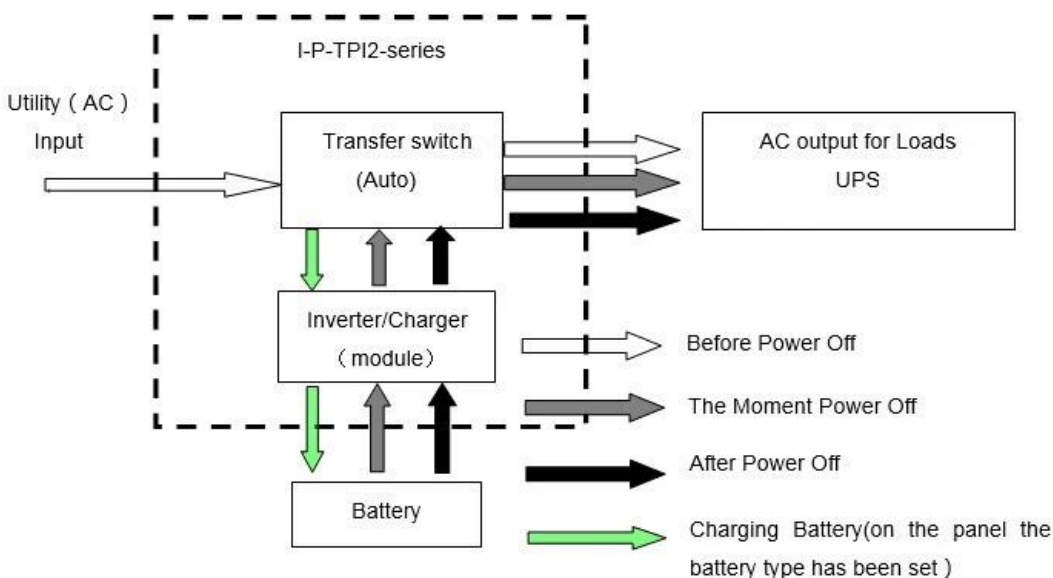 I-P-TPI2-series
Utility（AC）
Input
Transfer switch
(Auto)
AC output for Loads
UPS
Inverter/Charger
（module）
Before Power Off
The Moment Power Off
After Power Off
Battery
Charging Battery(on the panel the
battery type has been set )